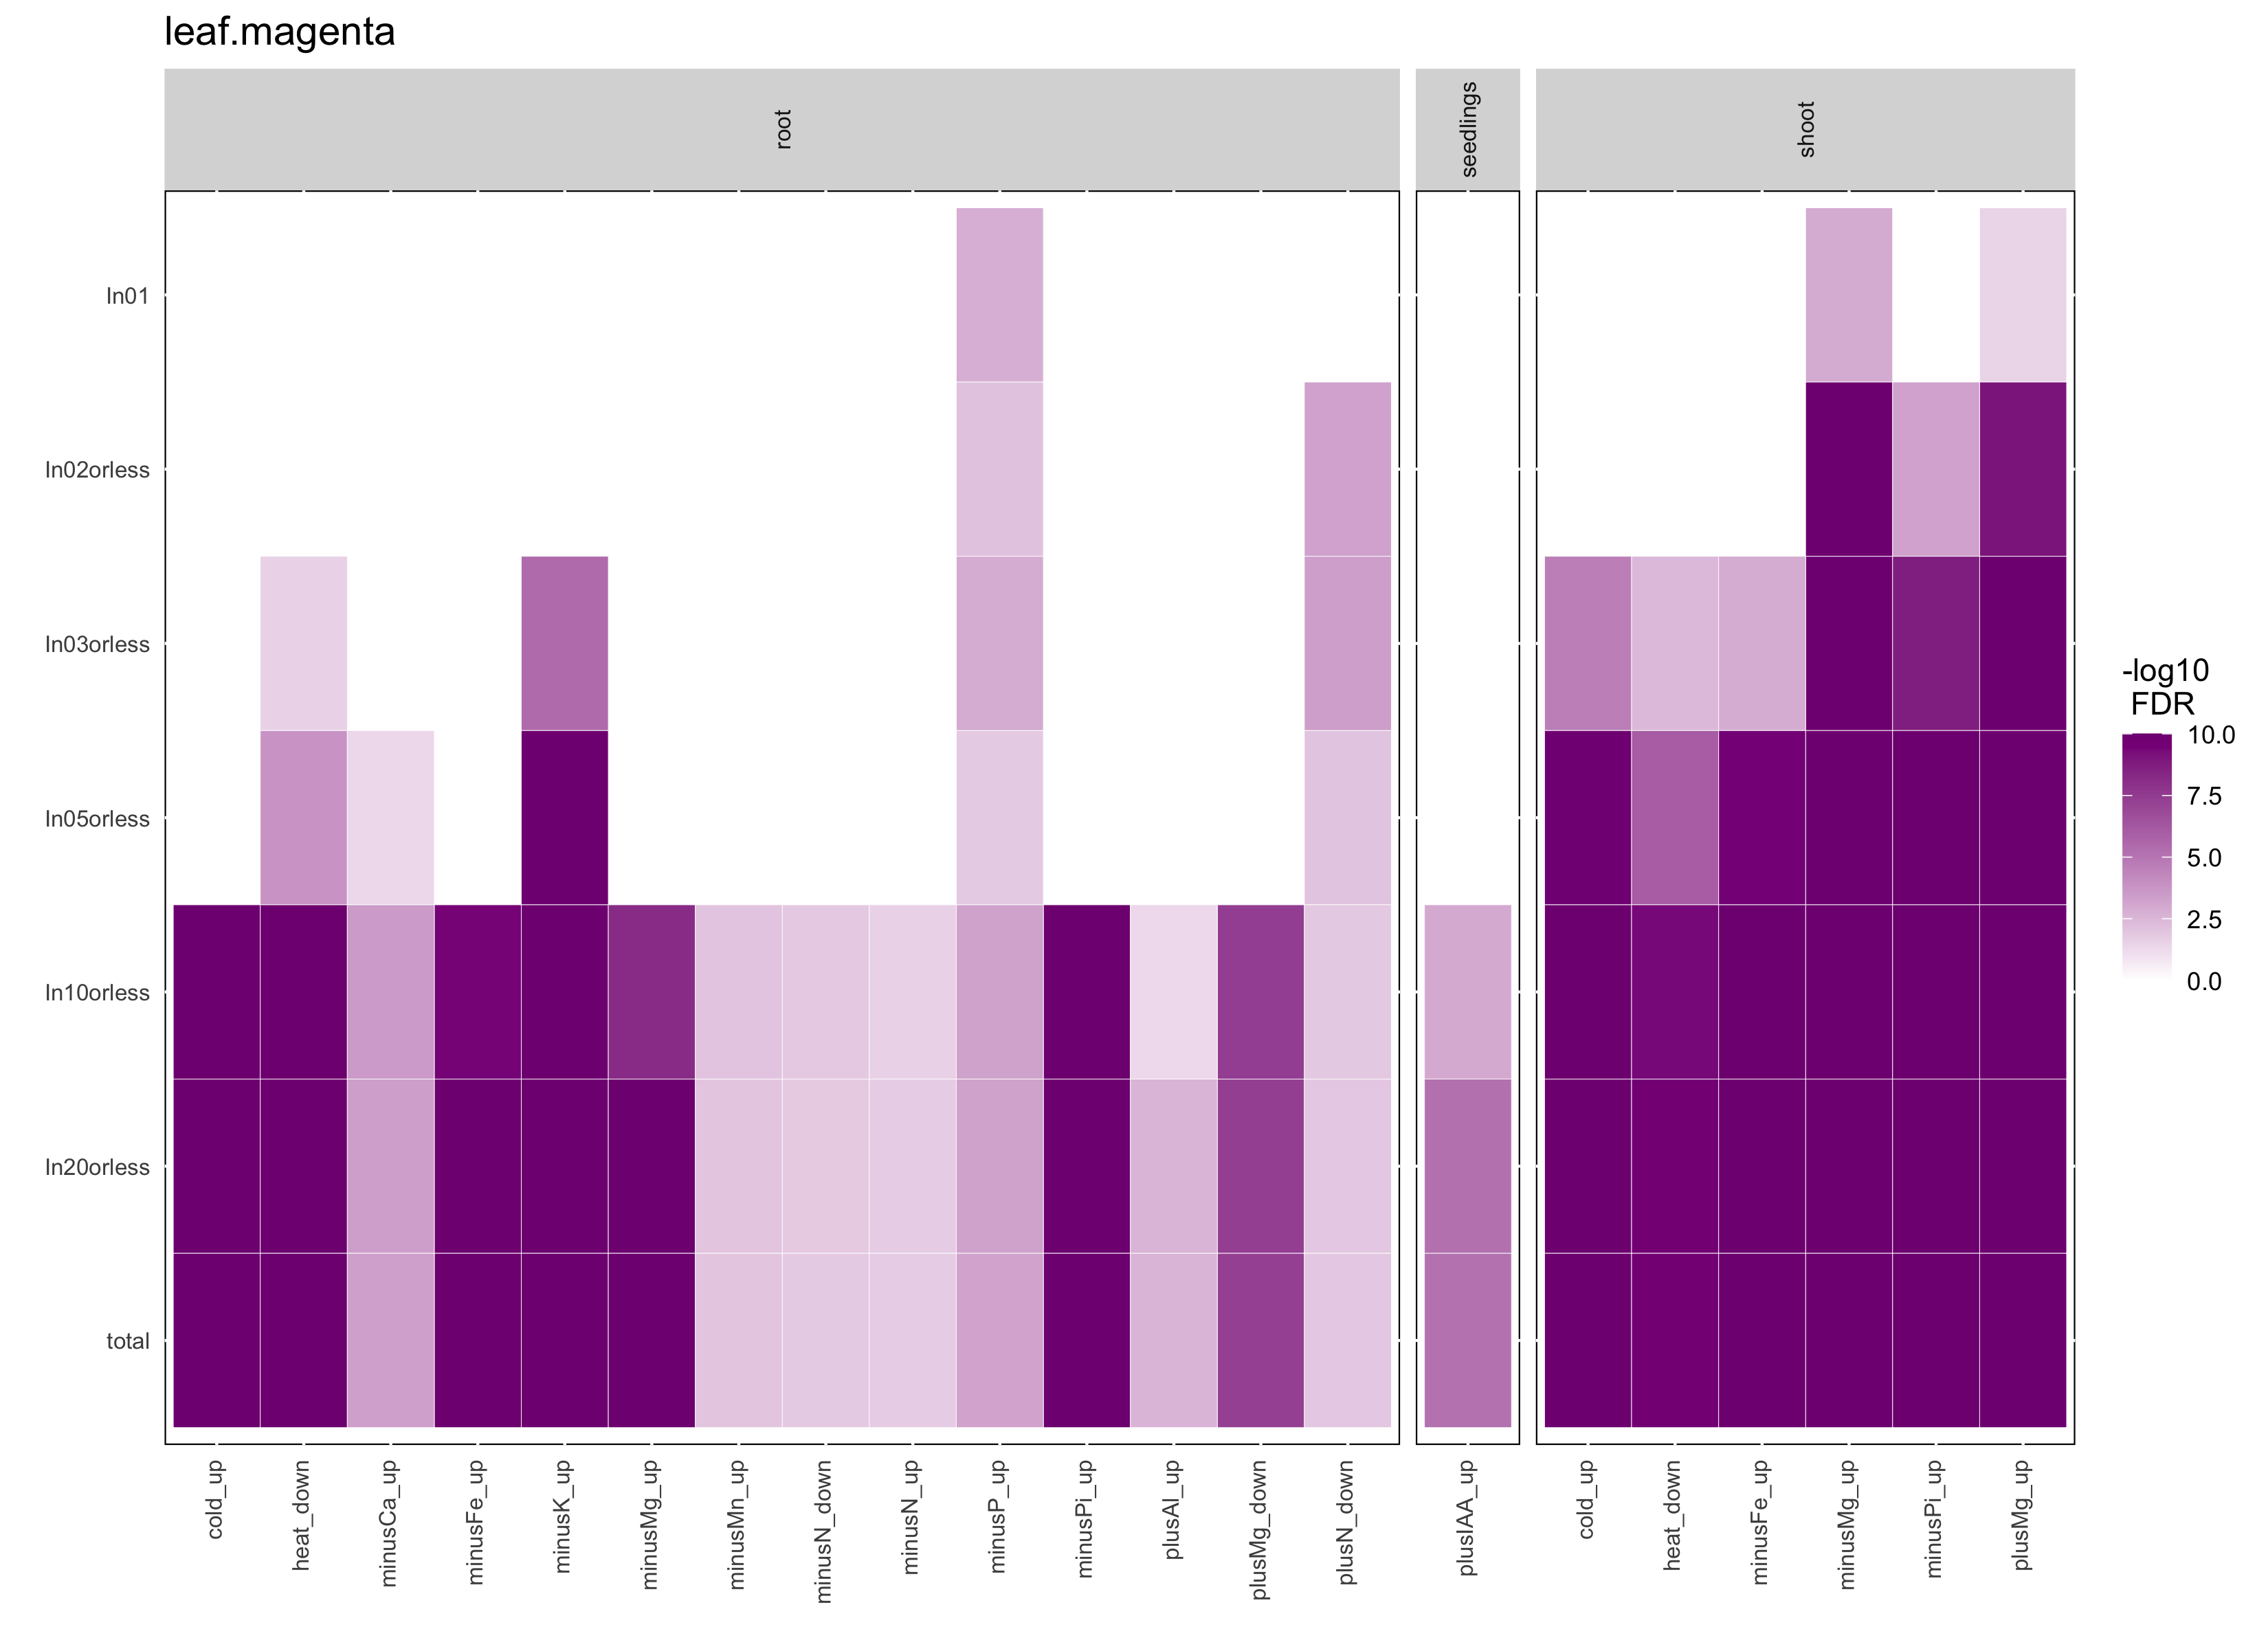 leaf.magenta
root
seedlings
shoot
In01
In02orless
In03orless
In05orless
In10orless
In20orless
total
cold_up
heat_down
minusCa_up
minusFe_up
minusK_up
minusMg_up
minusMn_up
minusN_down
minusN_up
minusP_up
minusPi_up
plusAl_up
plusMg_down
plusN_down
plusIAA_up
cold_up
heat_down
minusFe_up
minusMg_up
minusPi_up
plusMg_up
-log10
FDR
10.0
7.5
5.0
2.5
0.0